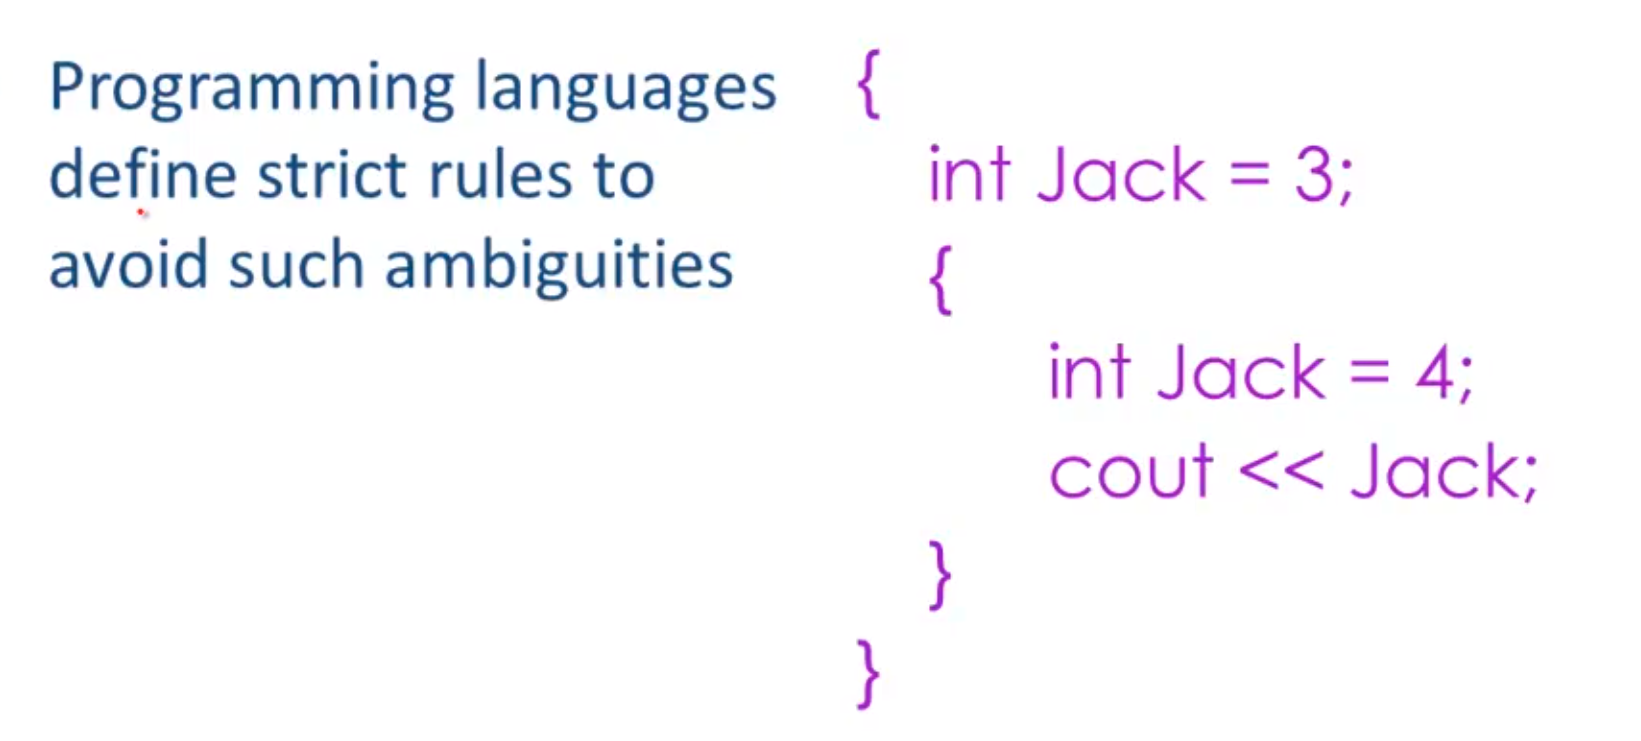 Programming languages
define strict rules to
avoid such ambiguities
{
int Jack = 3;
{
int Jack = 4;
cout << Jack;
}
}